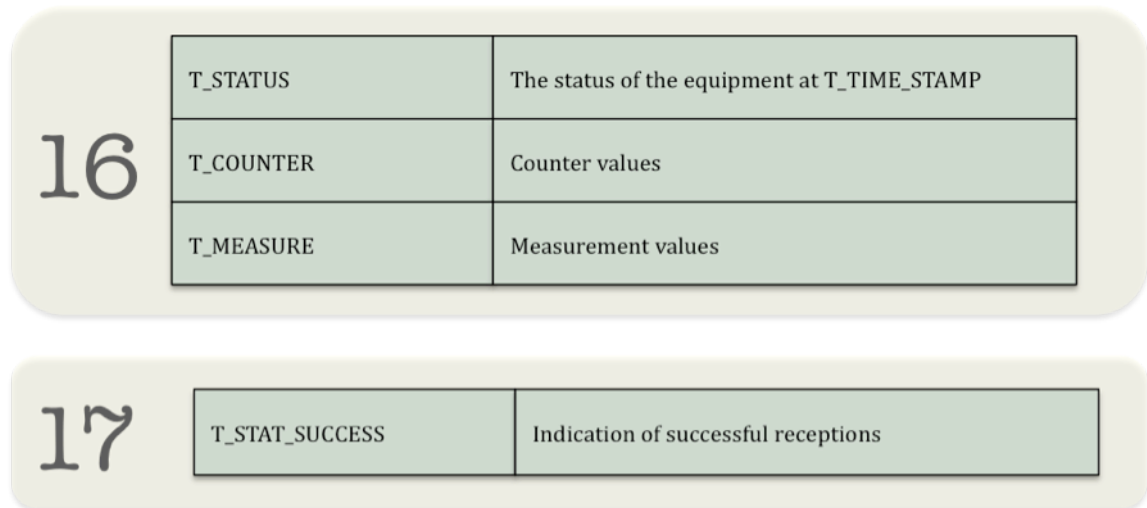 16
T_STATUS The status of the equipment at T_TIME_STAMP
T_COUNTER Counter values
T_MEASURE Measurement values
17
T_STAT_SUCCESS Indication of successful receptions